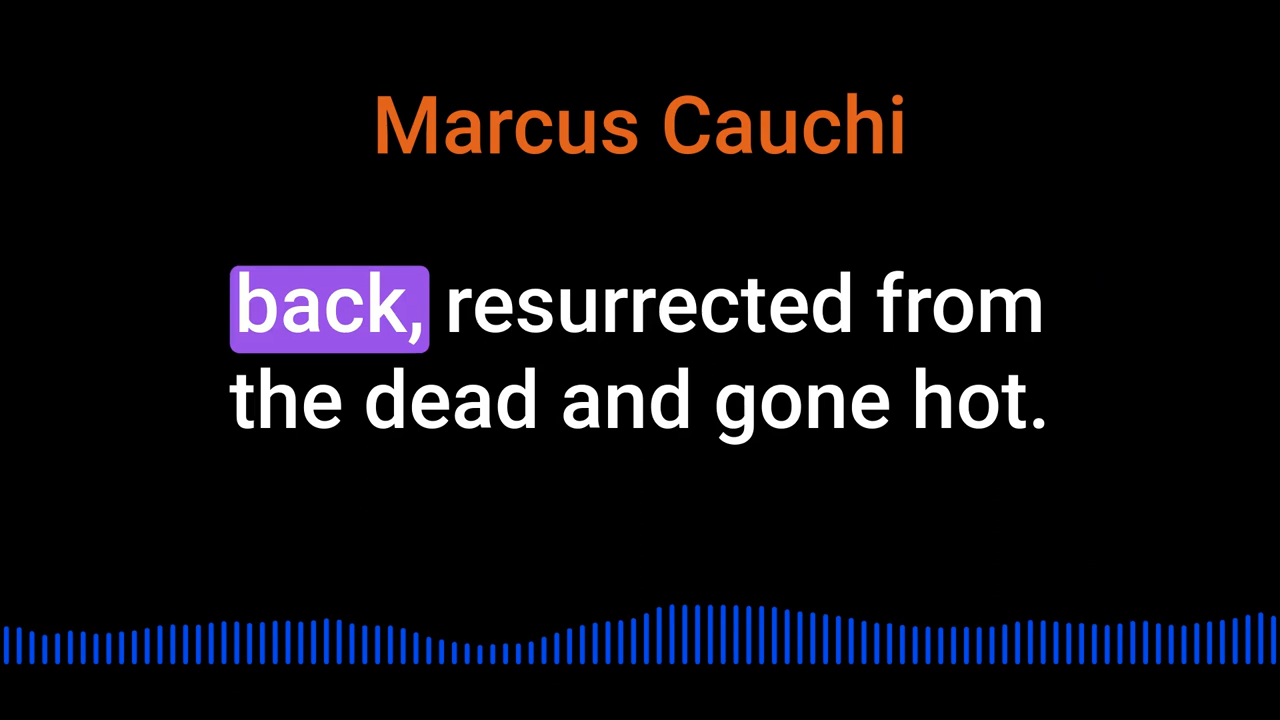 Marcus Cauchi
back, resurrected from
the dead and gone hot.